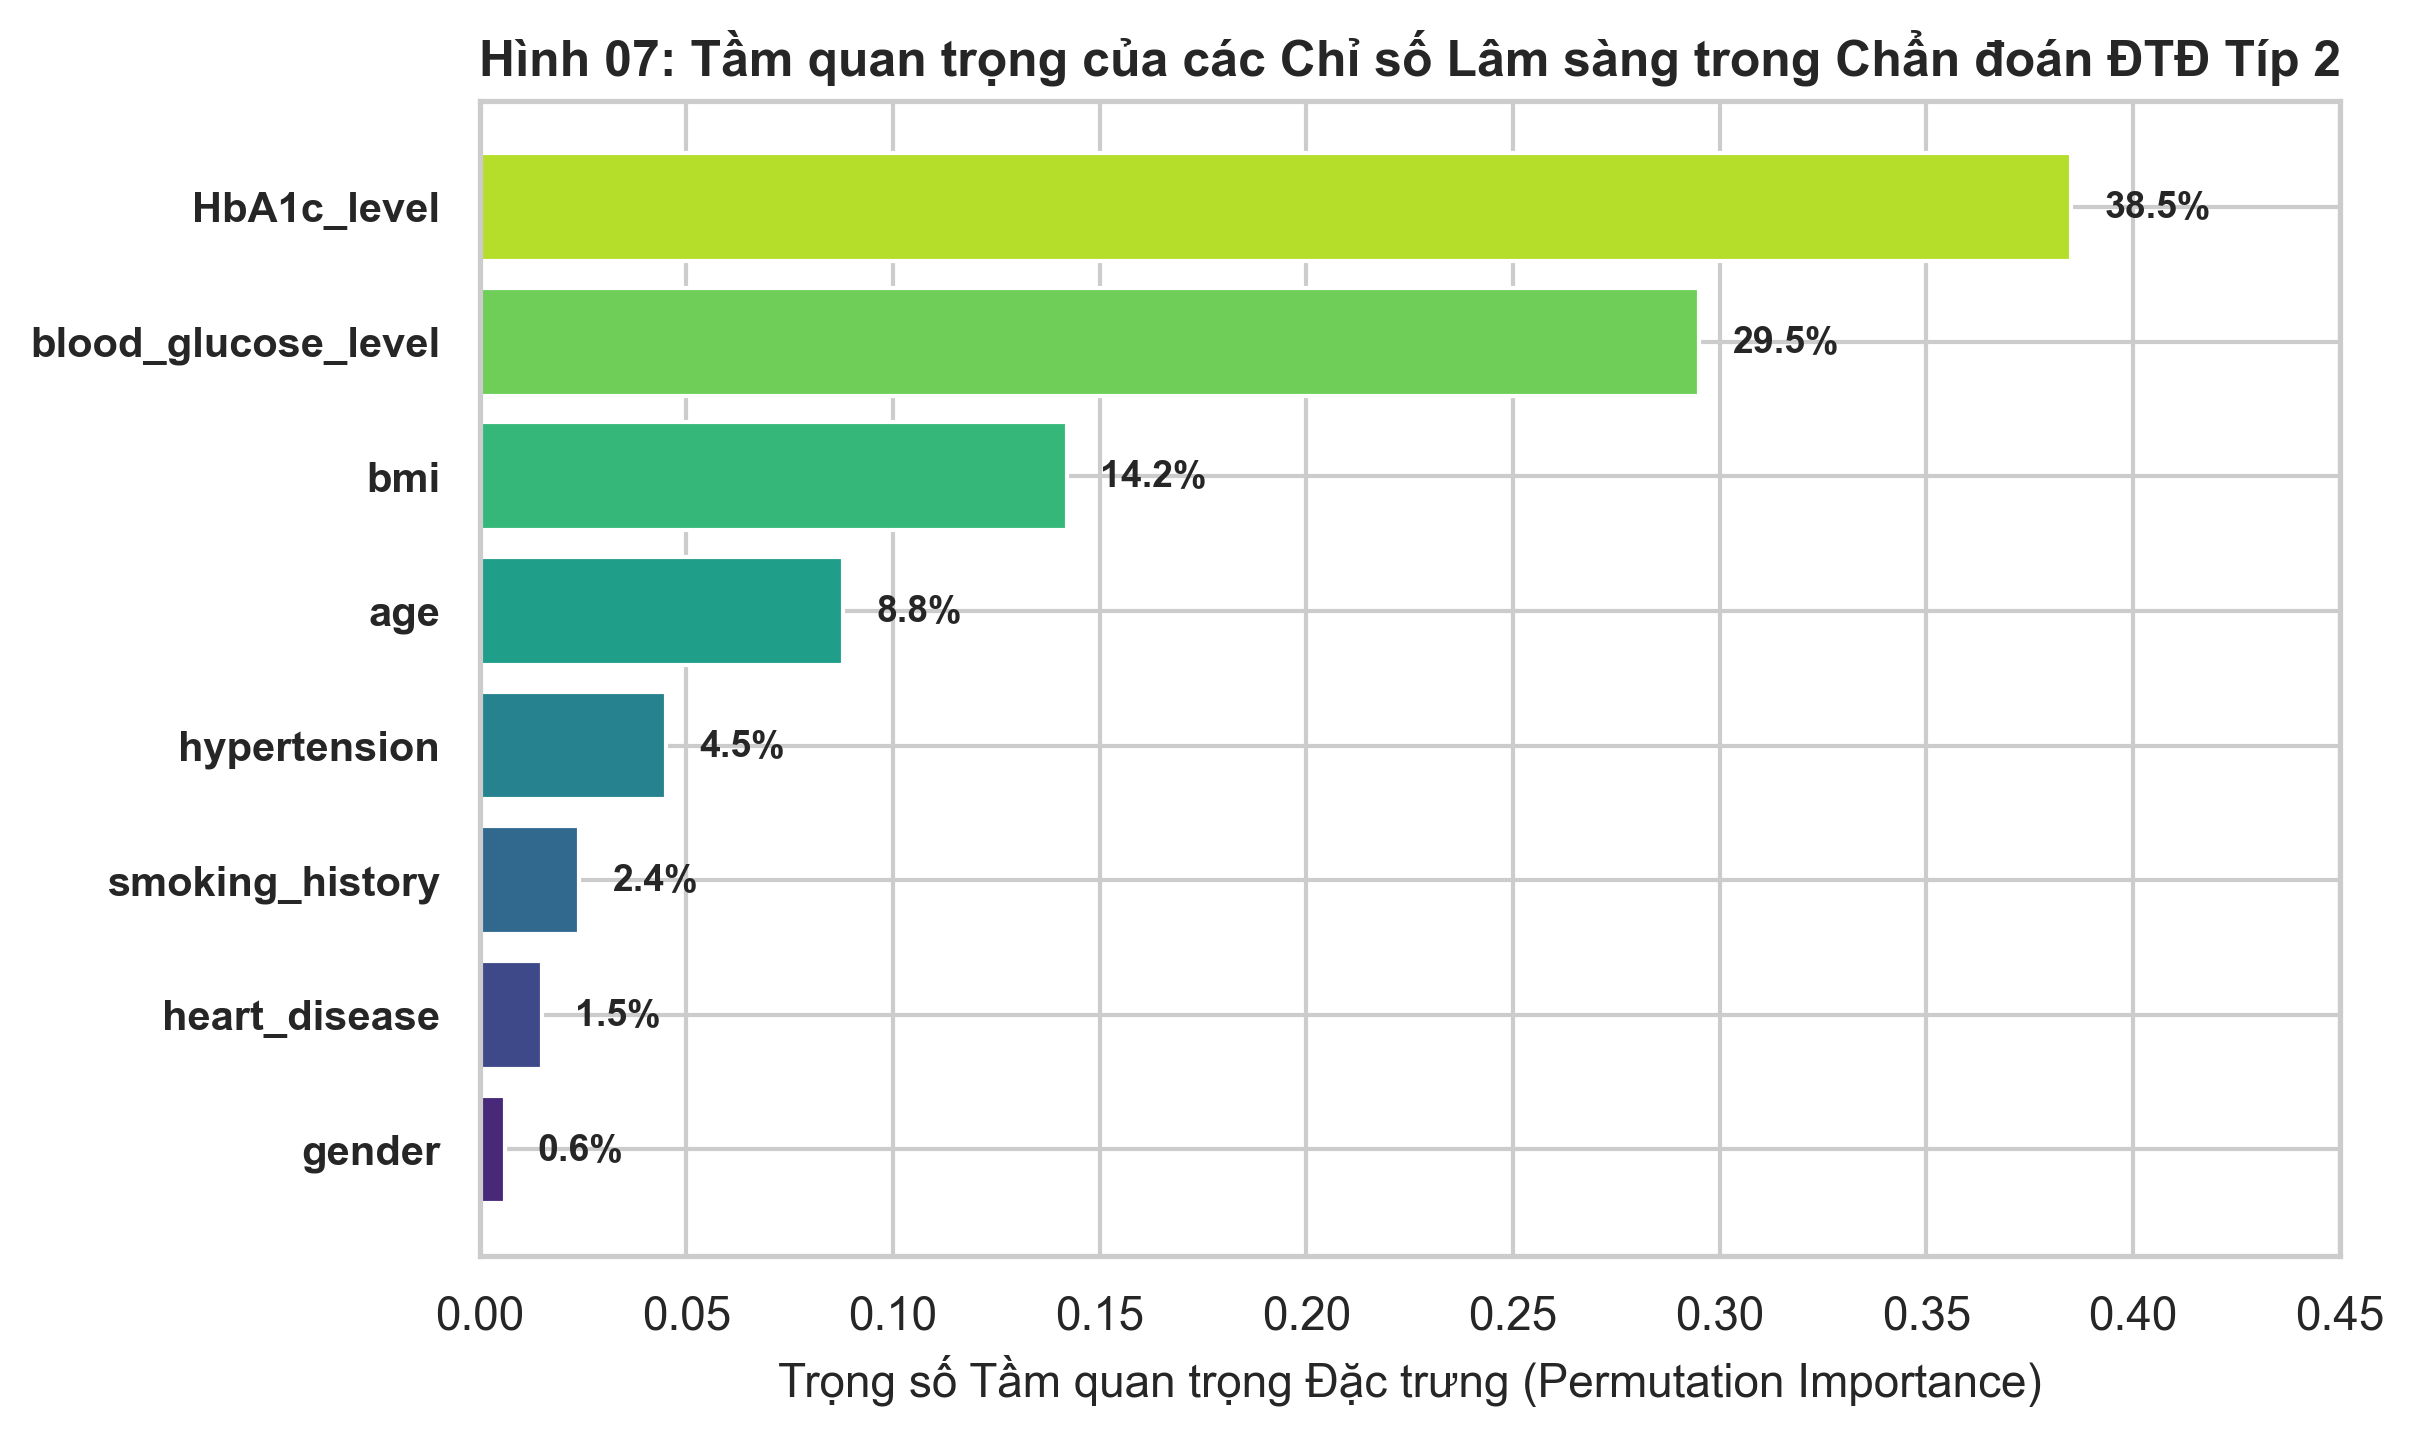 Hình 07: Tầm quan trọng của các Chỉ số Lâm sàng trong Chẩn đoán ĐTĐ Típ 2
HbA1c_level 38.5%
blood_glucose_level 29.5%
bmi 14.2%
age 8.8%
hypertension 4.5%
smoking_history 2.4%
heart_disease 1.5%
gender 0.6%
0.00 0.05 0.10 0.15 0.20 0.25 0.30 0.35 0.40 0.45
Trọng số Tầm quan trọng Đặc trưng (Permutation Importance)